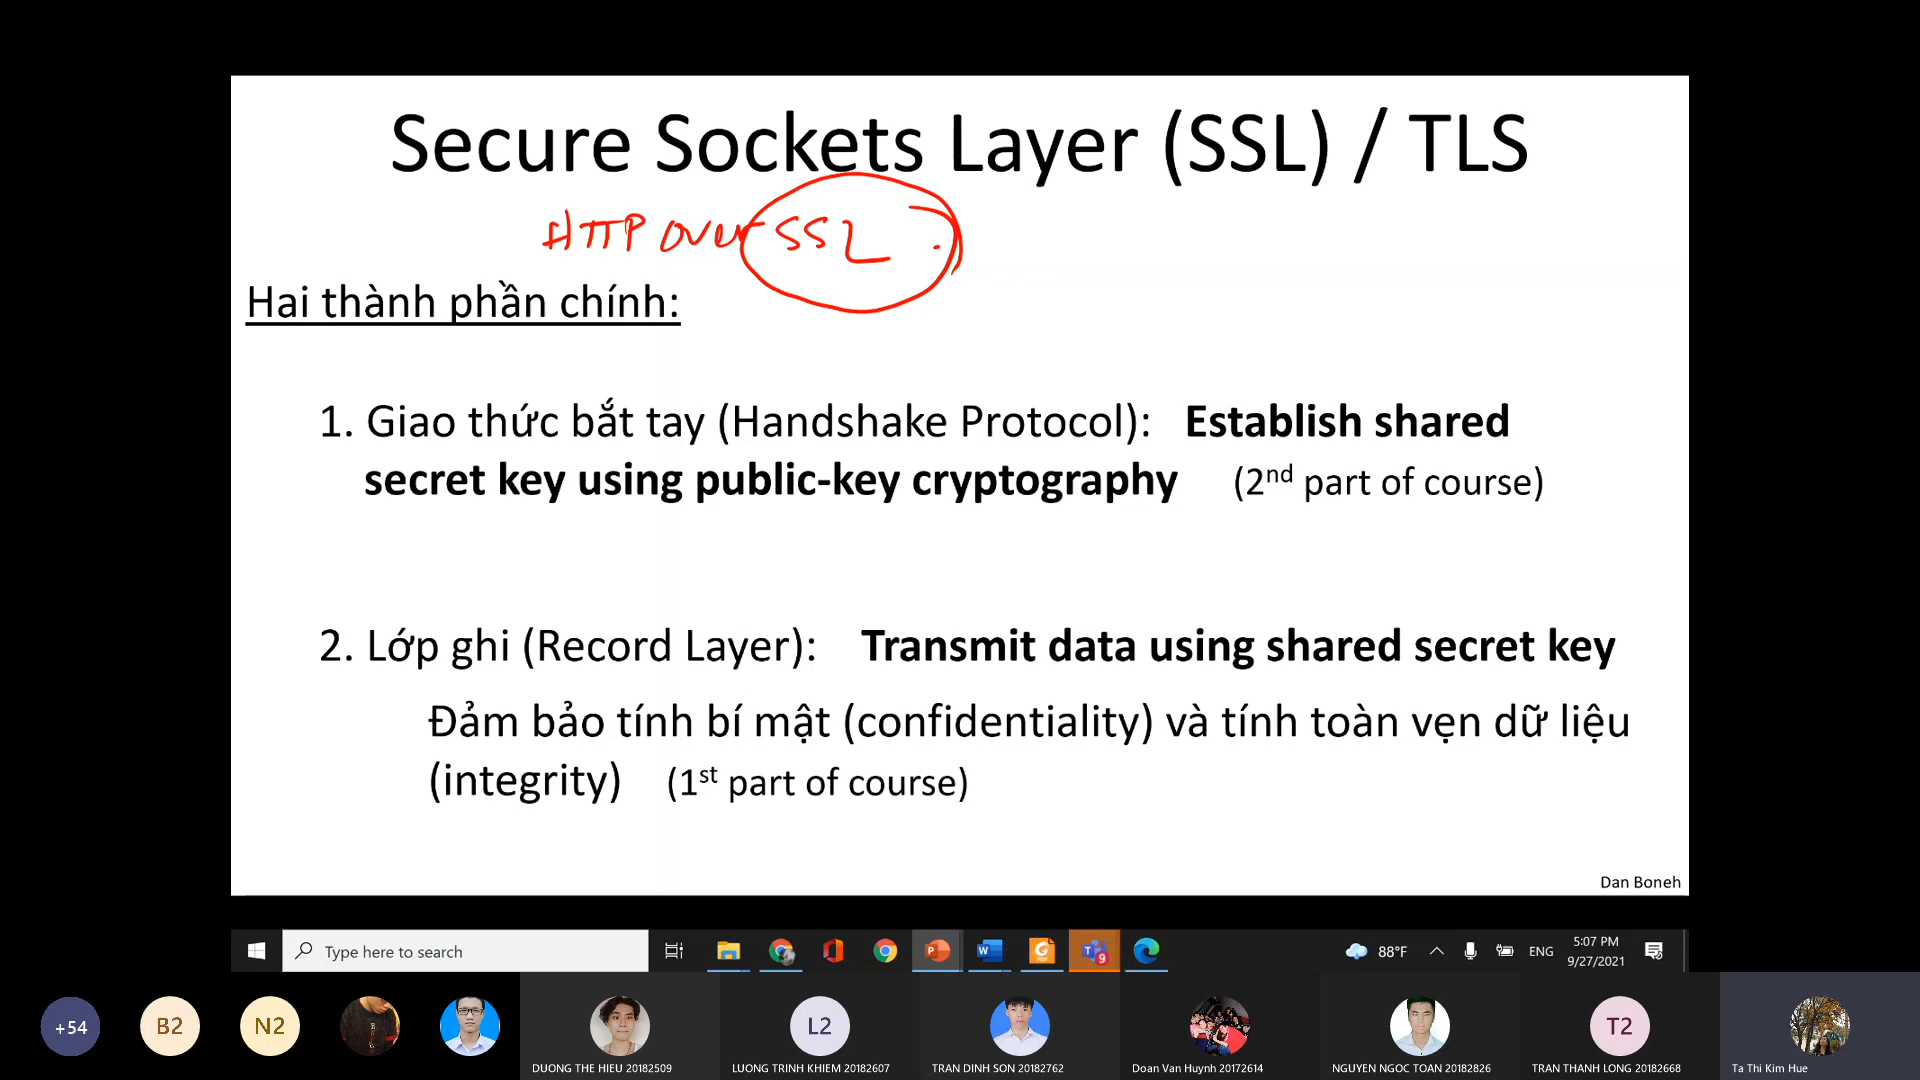 Secure Sockets Layer (SSL) / TLS
HTTP over SSL
Hai thành phần chính:
1. Giao thức bắt tay (Handshake Protocol): Establish shared
secret key using public-key cryptography (2nd part of course)
2. Lớp ghi (Record Layer): Transmit data using shared secret key
Đảm bảo tính bí mật (confidentiality) và tính toàn vẹn dữ liệu
(integrity) (1st part of course)
Dan Boneh
Type here to search
9
88°F
ENG
5:07 PM
9/27/2021
+54
B2
N2
L2
T2
DUONG THE HIEU 20182509
LUONG TRINH KHIEM 20182607
TRAN DINH SON 20182762
Doan Van Huynh 20172614
NGUYEN NGOC TOAN 20182826
TRAN THANH LONG 20182668
Ta Thi Kim Hue